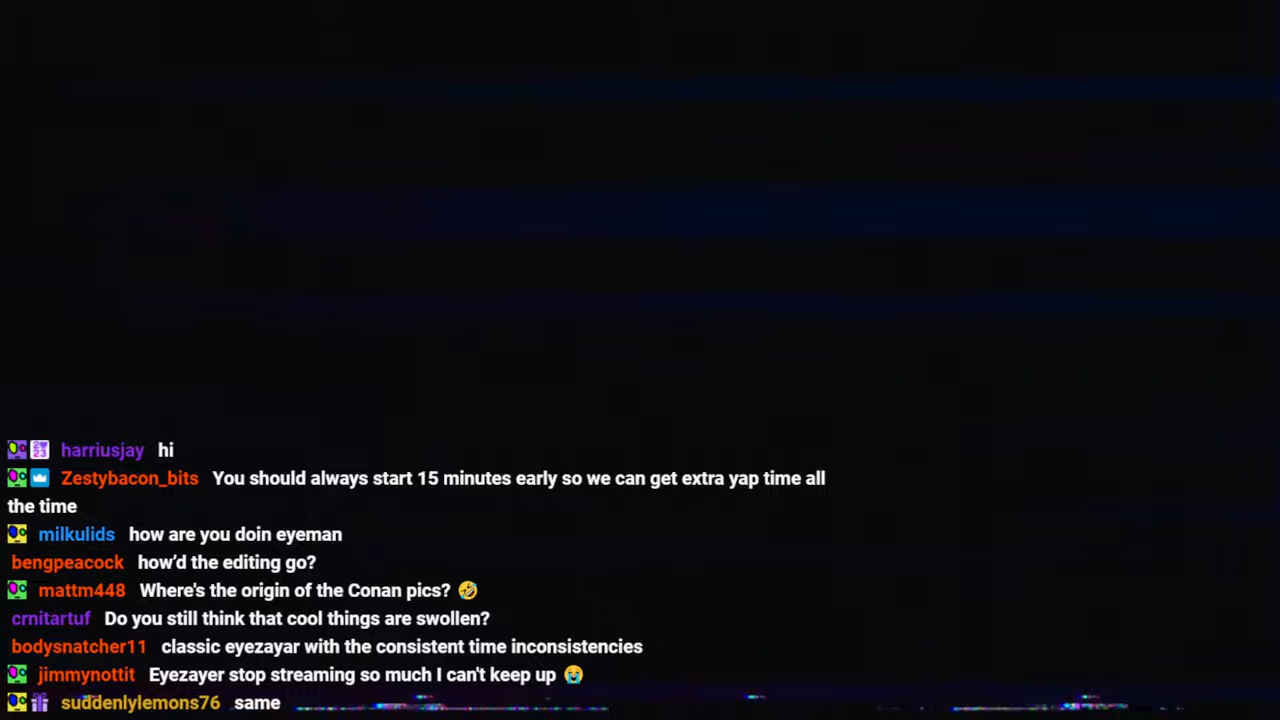 harriusjay hi
Zestybacon_bits You should always start 15 minutes early so we can get extra yap time all
the time
milkulids how are you doin eyeman
bengpeacock how'd the editing go?
mattm448 Where's the origin of the Conan pics? 🤣
crnitartuf Do you still think that cool things are swollen?
bodysnatcher11 classic eyezayar with the consistent time inconsistencies
jimmynottit Eyezayer stop streaming so much I can't keep up 😭
suddenlylemons76 same